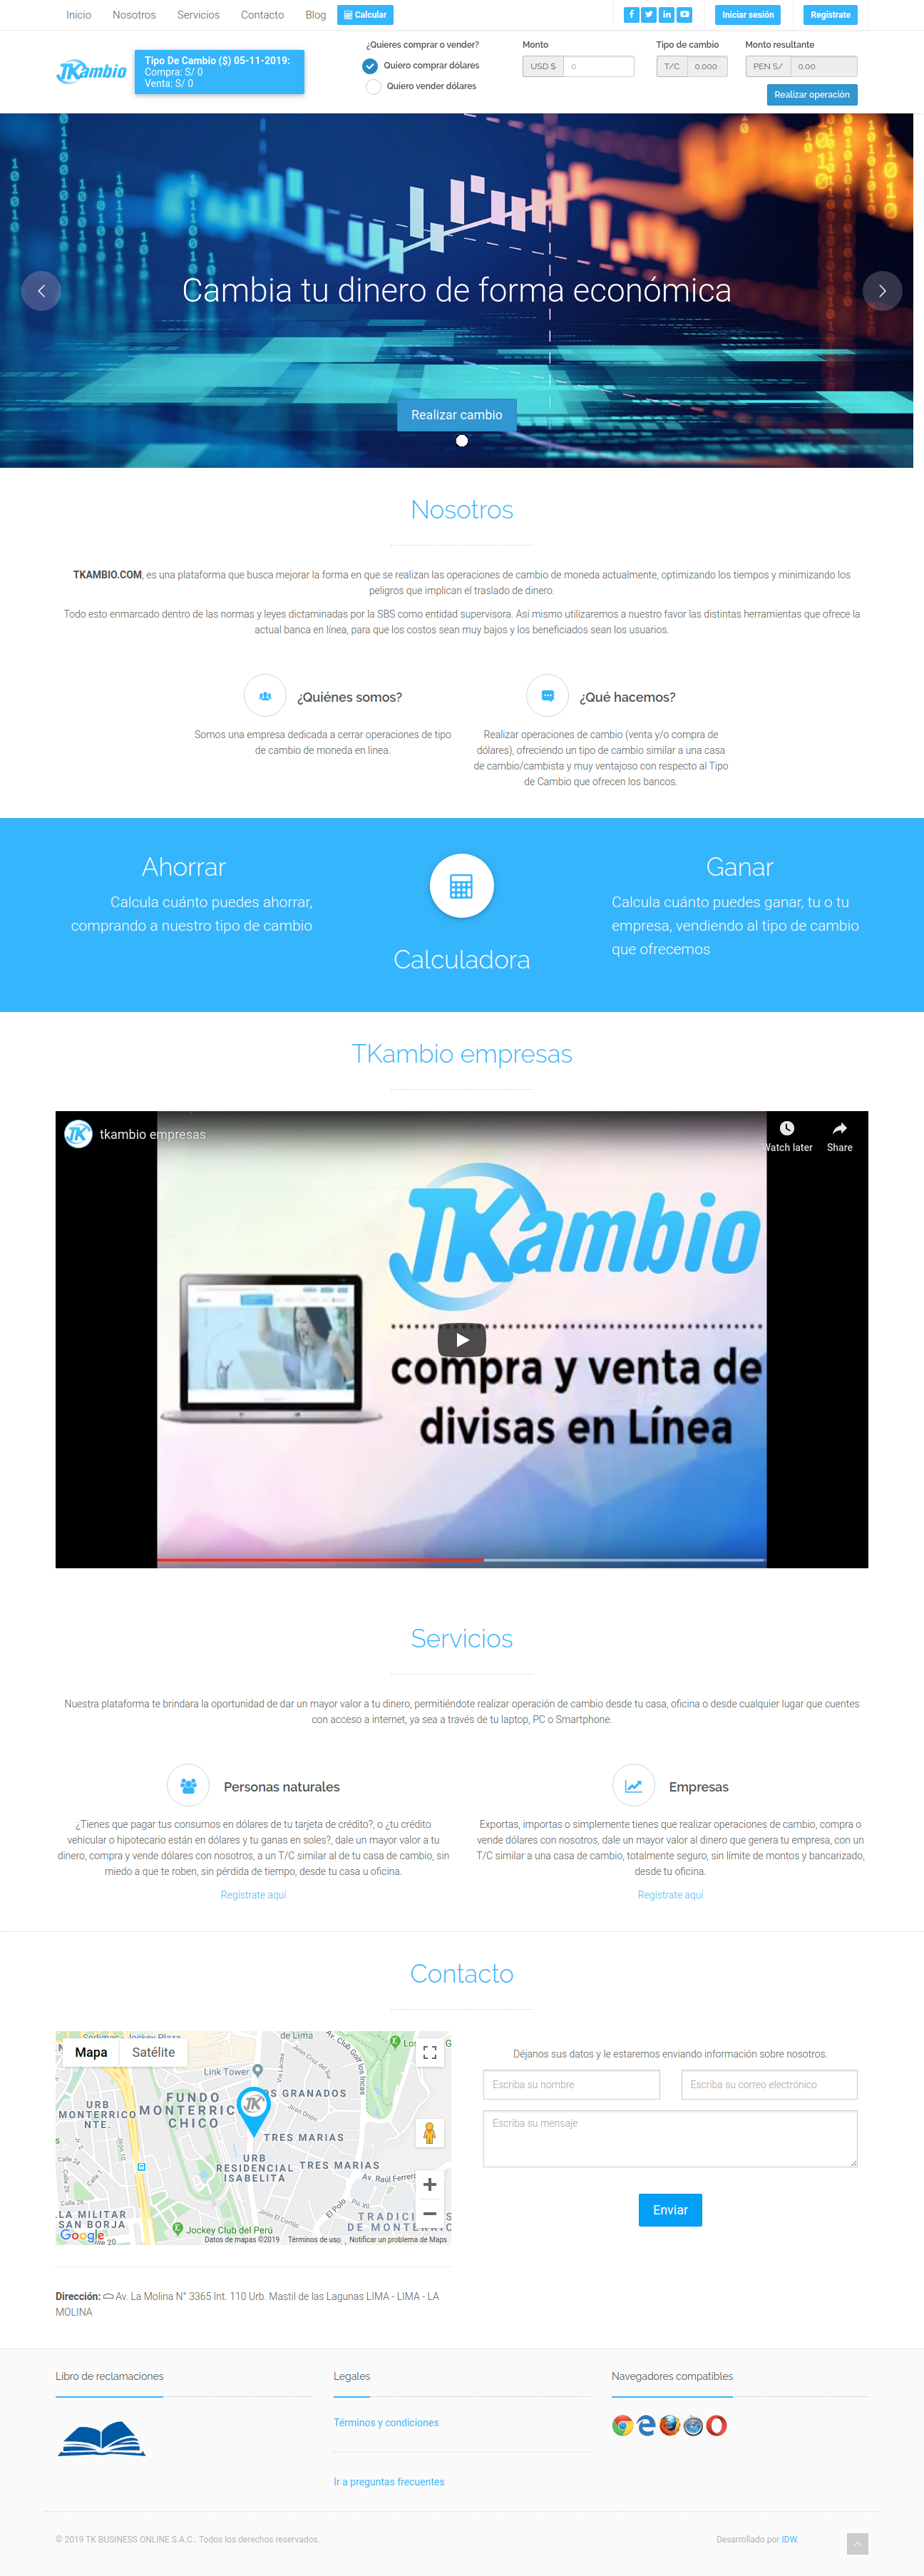 Inicio Nosotros Servicios Contacto Blog Calcular Iniciar sesión Regístrate
TKambio
Tipo De Cambio ($) 05-11-2019:
Compra: S/ 0
Venta: S/ 0
¿Quieres comprar o vender?
Quiero comprar dólares
Quiero vender dólares
Monto
USD $ 0
Tipo de cambio
T/C 0.000
Monto resultante
PEN S/ 0.00
Realizar operación
Cambia tu dinero de forma económica
Realizar cambio
Nosotros
TKAMBIO.COM, es una plataforma que busca mejorar la forma en que se realizan las operaciones de cambio de moneda actualmente, optimizando los tiempos y minimizando los
peligros que implican el traslado de dinero.
Todo esto enmarcado dentro de las normas y leyes dictaminadas por la SBS como entidad supervisora. Así mismo utilizaremos a nuestro favor las distintas herramientas que ofrece la
actual banca en línea, para que los costos sean muy bajos y los beneficiados sean los usuarios.
¿Quiénes somos?
Somos una empresa dedicada a cerrar operaciones de tipo
de cambio de moneda en linea.
¿Qué hacemos?
Realizar operaciones de cambio (venta y/o compra de
dólares), ofreciendo un tipo de cambio similar a una casa
de cambio/cambista y muy ventajoso con respecto al Tipo
de Cambio que ofrecen los bancos.
Ahorrar
Calcula cuánto puedes ahorrar,
comprando a nuestro tipo de cambio
Calculadora
Ganar
Calcula cuánto puedes ganar, tu o tu
empresa, vendiendo al tipo de cambio
que ofrecemos
TKambio empresas
tkambio empresas
Watch later
Share
TKambio
compra y venta de
divisas en Línea
Servicios
Nuestra plataforma te brindara la oportunidad de dar un mayor valor a tu dinero, permitiéndote realizar operación de cambio desde tu casa, oficina o desde cualquier lugar que cuentes
con acceso a internet, ya sea a través de tu laptop, PC o Smartphone.
Personas naturales
¿Tienes que pagar tus consumos en dólares de tu tarjeta de crédito?, o ¿tu crédito
vehicular o hipotecario están en dólares y tu ganas en soles?, dale un mayor valor a tu
dinero, compra y vende dólares con nosotros, a un T/C similar al de tu casa de cambio, sin
miedo a que te roben, sin pérdida de tiempo, desde tu casa u oficina.
Regístrate aquí
Empresas
Exportas, importas o simplemente tienes que realizar operaciones de cambio, compra o
vende dólares con nosotros, dale un mayor valor al dinero que genera tu empresa, con un
T/C similar a una casa de cambio, totalmente seguro, sin límite de montos y bancarizado,
desde tu oficina.
Regístrate aquí
Contacto
Mapa Satélite
de Lima
Av. Club Golf los Incas
Link Tower
LOS GRANADOS
Jirón Cruz del Sur
Vía Láctea
Jirón Orión
FUNDO
MONTERRICO
CHICO
URB
MONTERRICO
NTE.
TRES MARIAS
TRES MARIAS
URB
RESIDENCIAL
ISABELITA
Av. Raúl Ferrero
Calle 24
Calle 26
Calle 1
El Polo
LA MILITAR
SAN BORJA
Jockey Club del Perú
Google
Datos de mapas ©2019 Términos de uso Notificar un problema de Maps
Déjanos sus datos y le estaremos enviando información sobre nosotros.
Escriba su nombre
Escriba su correo electrónico
Escriba su mensaje
Enviar
Dirección: Av. La Molina N° 3365 Int. 110 Urb. Mastil de las Lagunas LIMA - LIMA - LA
MOLINA
Libro de reclamaciones
Legales
Términos y condiciones
Ir a preguntas frecuentes
Navegadores compatibles
© 2019 TK BUSINESS ONLINE S.A.C.. Todos los derechos reservados.
Desarrollado por IDW.